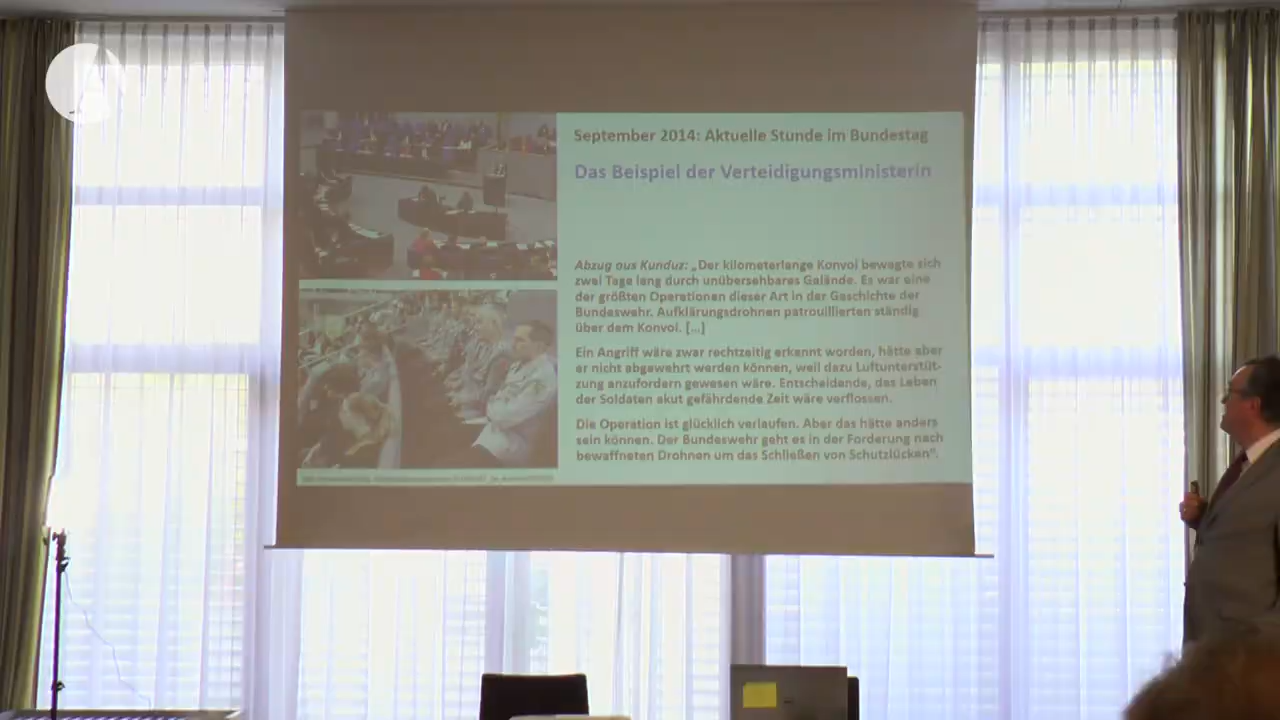 September 2014: Aktuelle Stunde im Bundestag
Das Beispiel der Verteidigungsministerin
Abzug aus Kunduz: „Der kilometerlange Konvoi bewegte sich
zwei Tage lang durch unübersehbares Gelände. Es war eine
der größten Operationen dieser Art in der Geschichte der
Bundeswehr. Aufklärungsdrohnen patrouillierten ständig
über dem Konvoi. [...]
Ein Angriff wäre zwar rechtzeitig erkannt worden, hätte aber
er nicht abgewehrt werden können, weil dazu Luftunterstüt-
zung anzufordern gewesen wäre. Entscheidende, das Leben
der Soldaten akut gefährdende Zeit wäre verflossen.
Die Operation ist glücklich verlaufen. Aber das hätte anders
sein können. Der Bundeswehr geht es in der Forderung nach
bewaffneten Drohnen um das Schließen von Schutzlücken“.